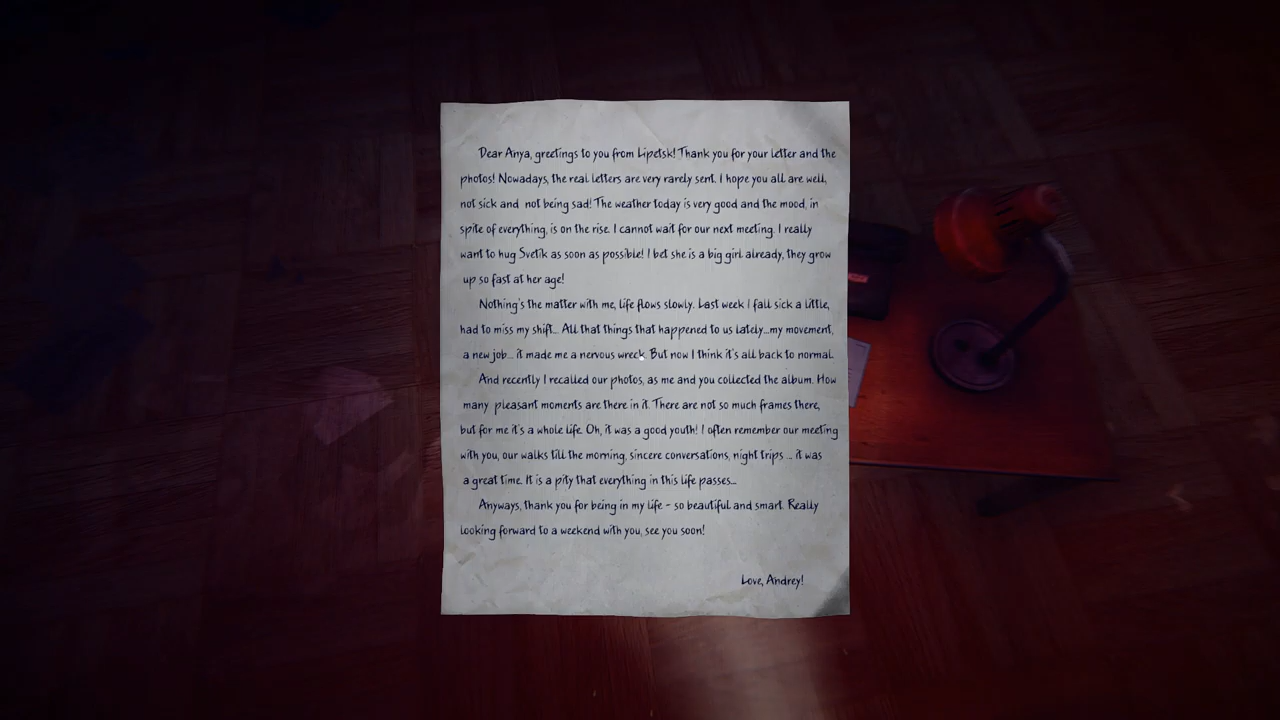 Dear Anya, greetings to you from Lipetsk! Thank you for your letter and the
photos! Nowadays, the real letters are very rarely sent. I hope you all are well,
not sick and not being sad! The weather today is very good and the mood, in
spite of everything, is on the rise. I cannot wait for our next meeting. I really
want to hug Svetik as soon as possible! I bet she is a big girl already, they grow
up so fast at her age!
Nothing's the matter with me, life flows slowly. Last week I fall sick a little,
had to miss my shift... All that things that happened to us lately...my movement,
a new job... it made me a nervous wreck. But now I think it's all back to normal.
And recently I recalled our photos, as me and you collected the album. How
many pleasant moments are there in it. There are not so much frames there,
but for me it's a whole life. Oh, it was a good youth! I often remember our meeting
with you, our walks till the morning, sincere conversations, night trips ... it was
a great time. It is a pity that everything in this life passes...
Anyways, thank you for being in my life - so beautiful and smart. Really
looking forward to a weekend with you, see you soon!
Love, Andrey!